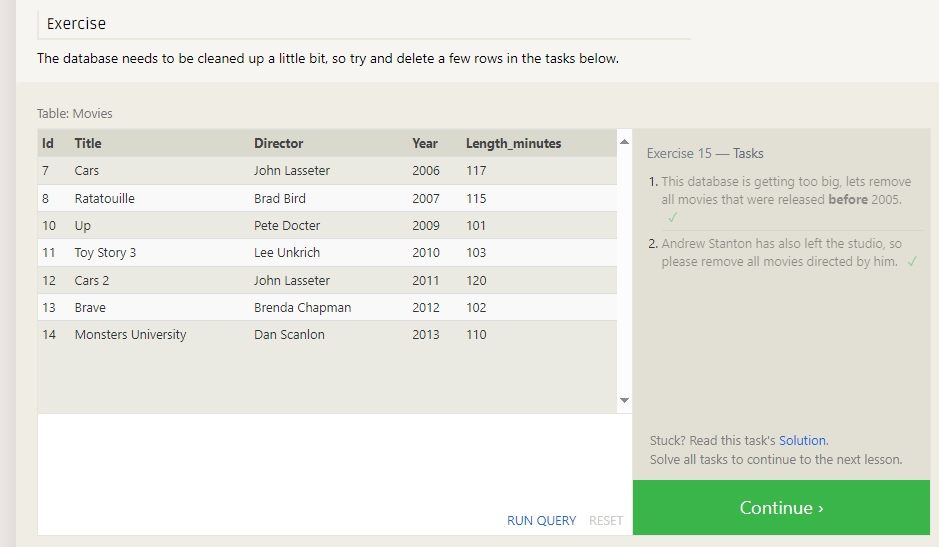 Exercise
The database needs to be cleaned up a little bit, so try and delete a few rows in the tasks below.
Table: Movies
Id Title Director Year Length_minutes
7 Cars John Lasseter 2006 117
8 Ratatouille Brad Bird 2007 115
10 Up Pete Docter 2009 101
11 Toy Story 3 Lee Unkrich 2010 103
12 Cars 2 John Lasseter 2011 120
13 Brave Brenda Chapman 2012 102
14 Monsters University Dan Scanlon 2013 110
RUN QUERY RESET
Exercise 15 — Tasks
1. This database is getting too big, lets remove
all movies that were released before 2005.
✓
2. Andrew Stanton has also left the studio, so
please remove all movies directed by him. ✓
Stuck? Read this task's Solution.
Solve all tasks to continue to the next lesson.
Continue ›